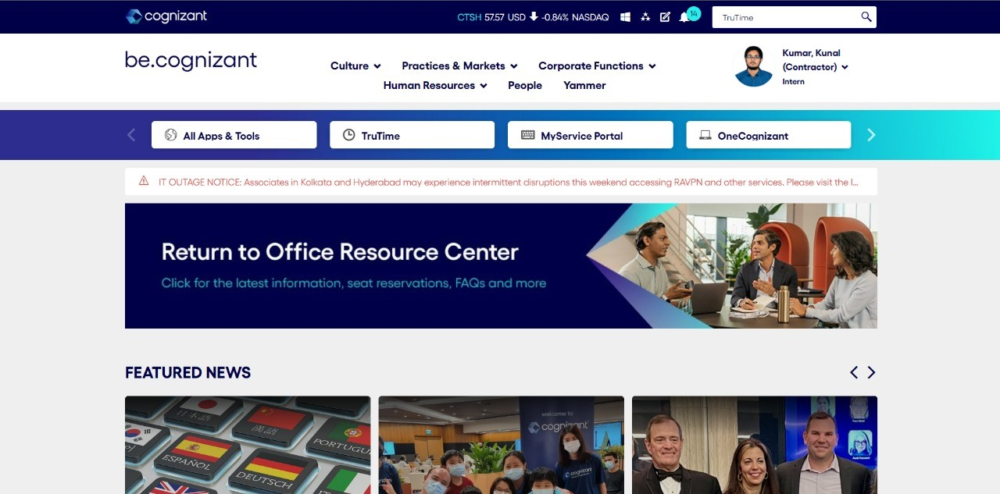 cognizant
CTSH 57.57 USD -0.84% NASDAQ
14
TruTime
be.cognizant
Culture Practices & Markets Corporate Functions
Human Resources People Yammer
Kumar, Kunal
(Contractor)
Intern
All Apps & Tools
TruTime
MyService Portal
OneCognizant
IT OUTAGE NOTICE: Associates in Kolkata and Hyderabad may experience intermittent disruptions this weekend accessing RAVPN and other services. Please visit the I...
Return to Office Resource Center
Click for the latest information, seat reservations, FAQs and more
FEATURED NEWS
PORTUGU
ESPAÑOL
DEUTSCH
welcome to
cognizant
cognizant